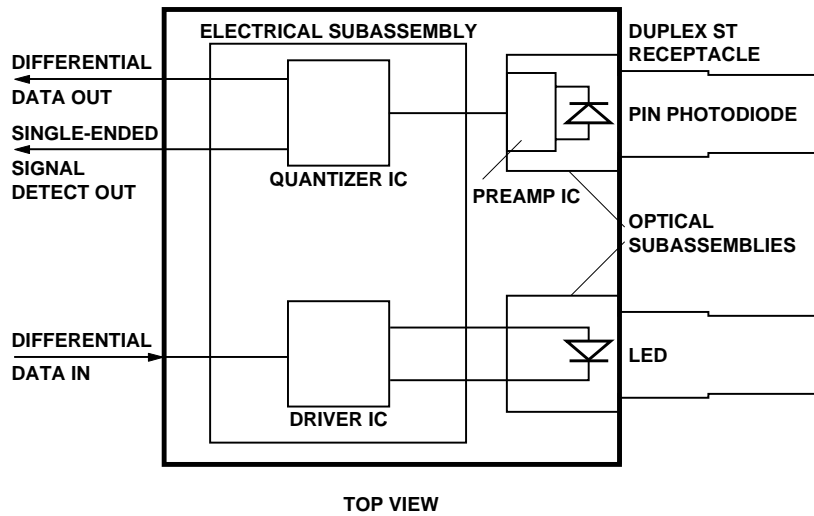 ELECTRICAL SUBASSEMBLY
DUPLEX ST
RECEPTACLE
DIFFERENTIAL
DATA OUT
PIN PHOTODIODE
SINGLE-ENDED
SIGNAL
DETECT OUT
QUANTIZER IC
PREAMP IC
OPTICAL
SUBASSEMBLIES
DIFFERENTIAL
DATA IN
LED
DRIVER IC
TOP VIEW